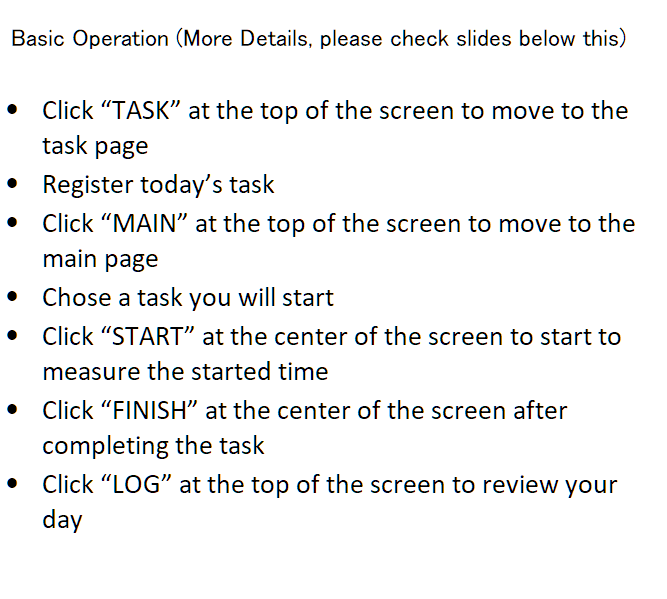 Basic Operation (More Details, please check slides below this)
• Click “TASK” at the top of the screen to move to the
task page
• Register today’s task
• Click “MAIN” at the top of the screen to move to the
main page
• Chose a task you will start
• Click “START” at the center of the screen to start to
measure the started time
• Click “FINISH” at the center of the screen after
completing the task
• Click “LOG” at the top of the screen to review your
day